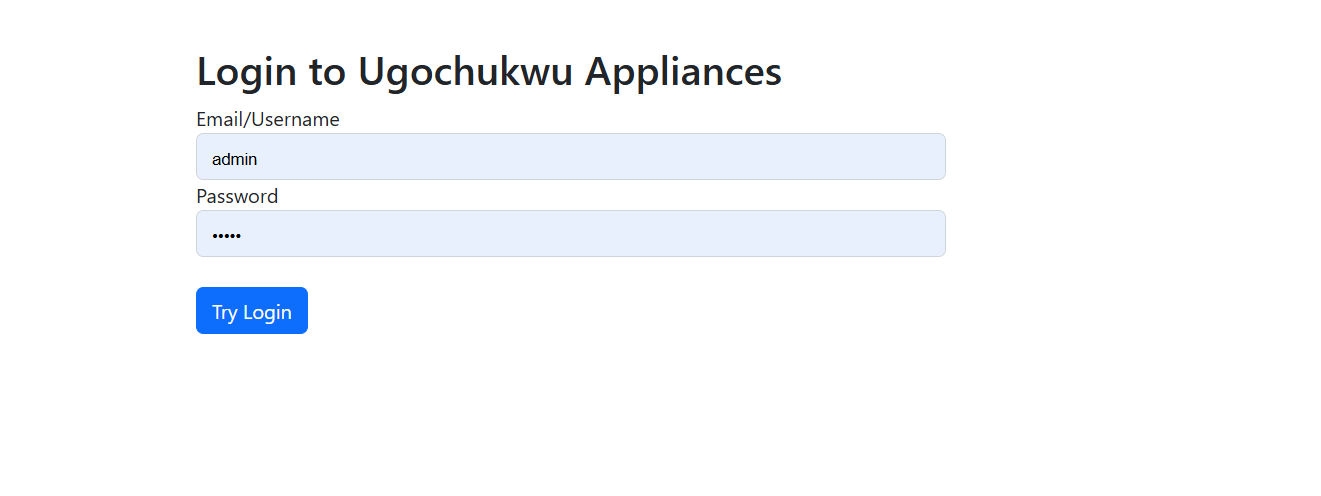 Login to Ugochukwu Appliances
Email/Username
admin
Password
•••••
Try Login